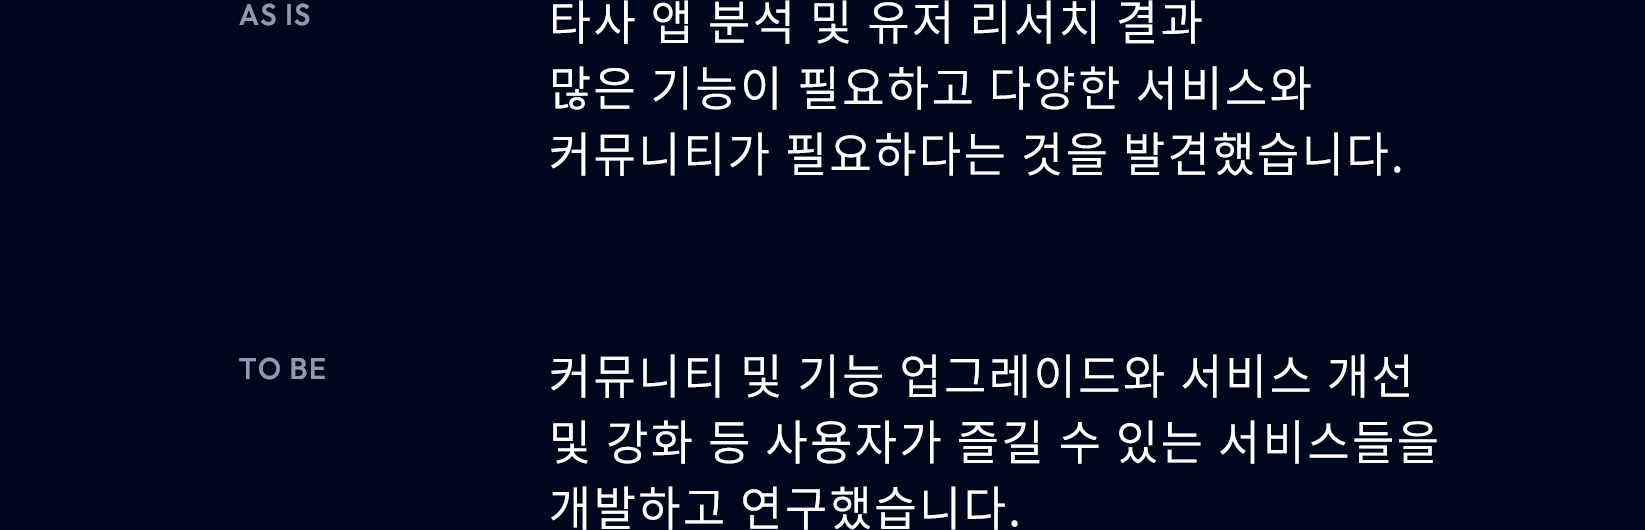 AS IS
타사 앱 분석 및 유저 리서치 결과
많은 기능이 필요하고 다양한 서비스와
커뮤니티가 필요하다는 것을 발견했습니다.
TO BE
커뮤니티 및 기능 업그레이드와 서비스 개선
및 강화 등 사용자가 즐길 수 있는 서비스들을
개발하고 연구했습니다.